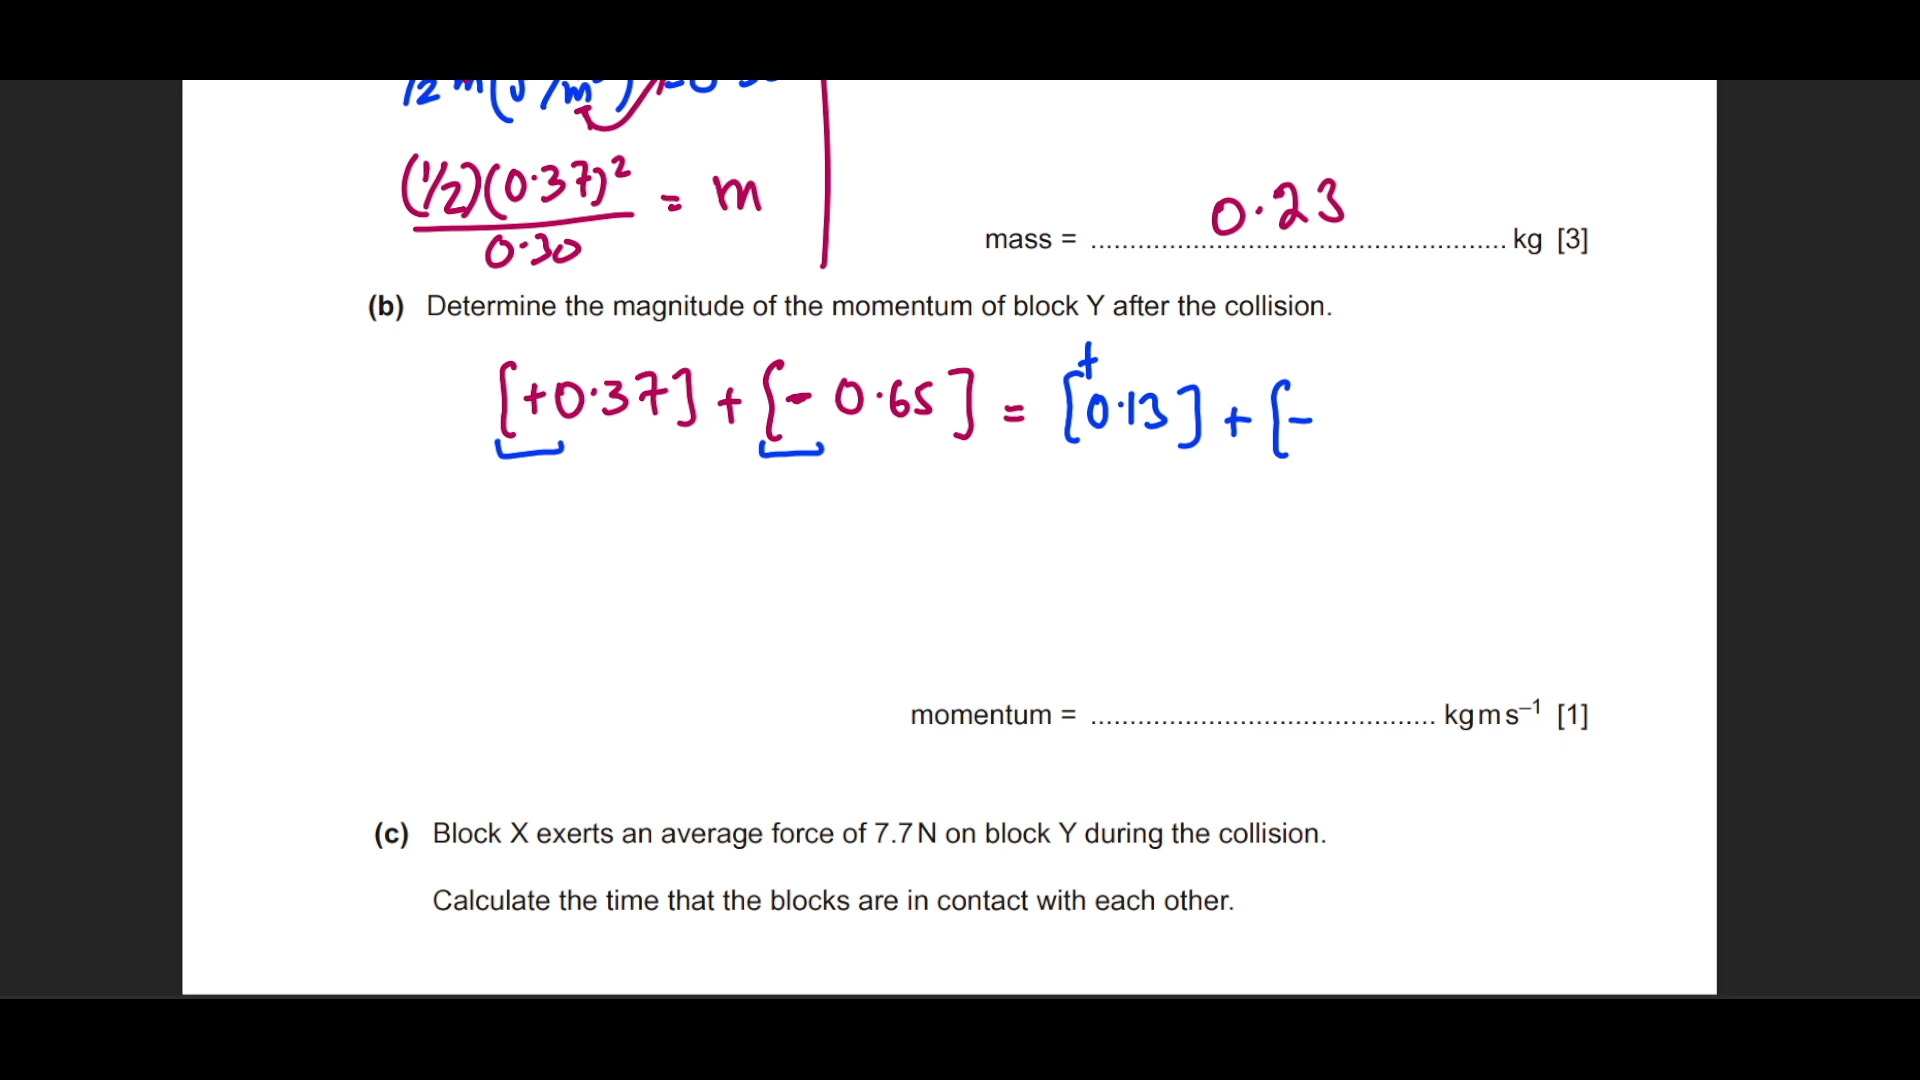 (1/2)(0.37)² = m
0.30
0.23
mass = .................................................... kg [3]
(b) Determine the magnitude of the momentum of block Y after the collision.
[+0.37] + [- 0.65] = [+0.13] + [-
momentum = ........................................... kg m s⁻¹ [1]
(c) Block X exerts an average force of 7.7 N on block Y during the collision.
Calculate the time that the blocks are in contact with each other.